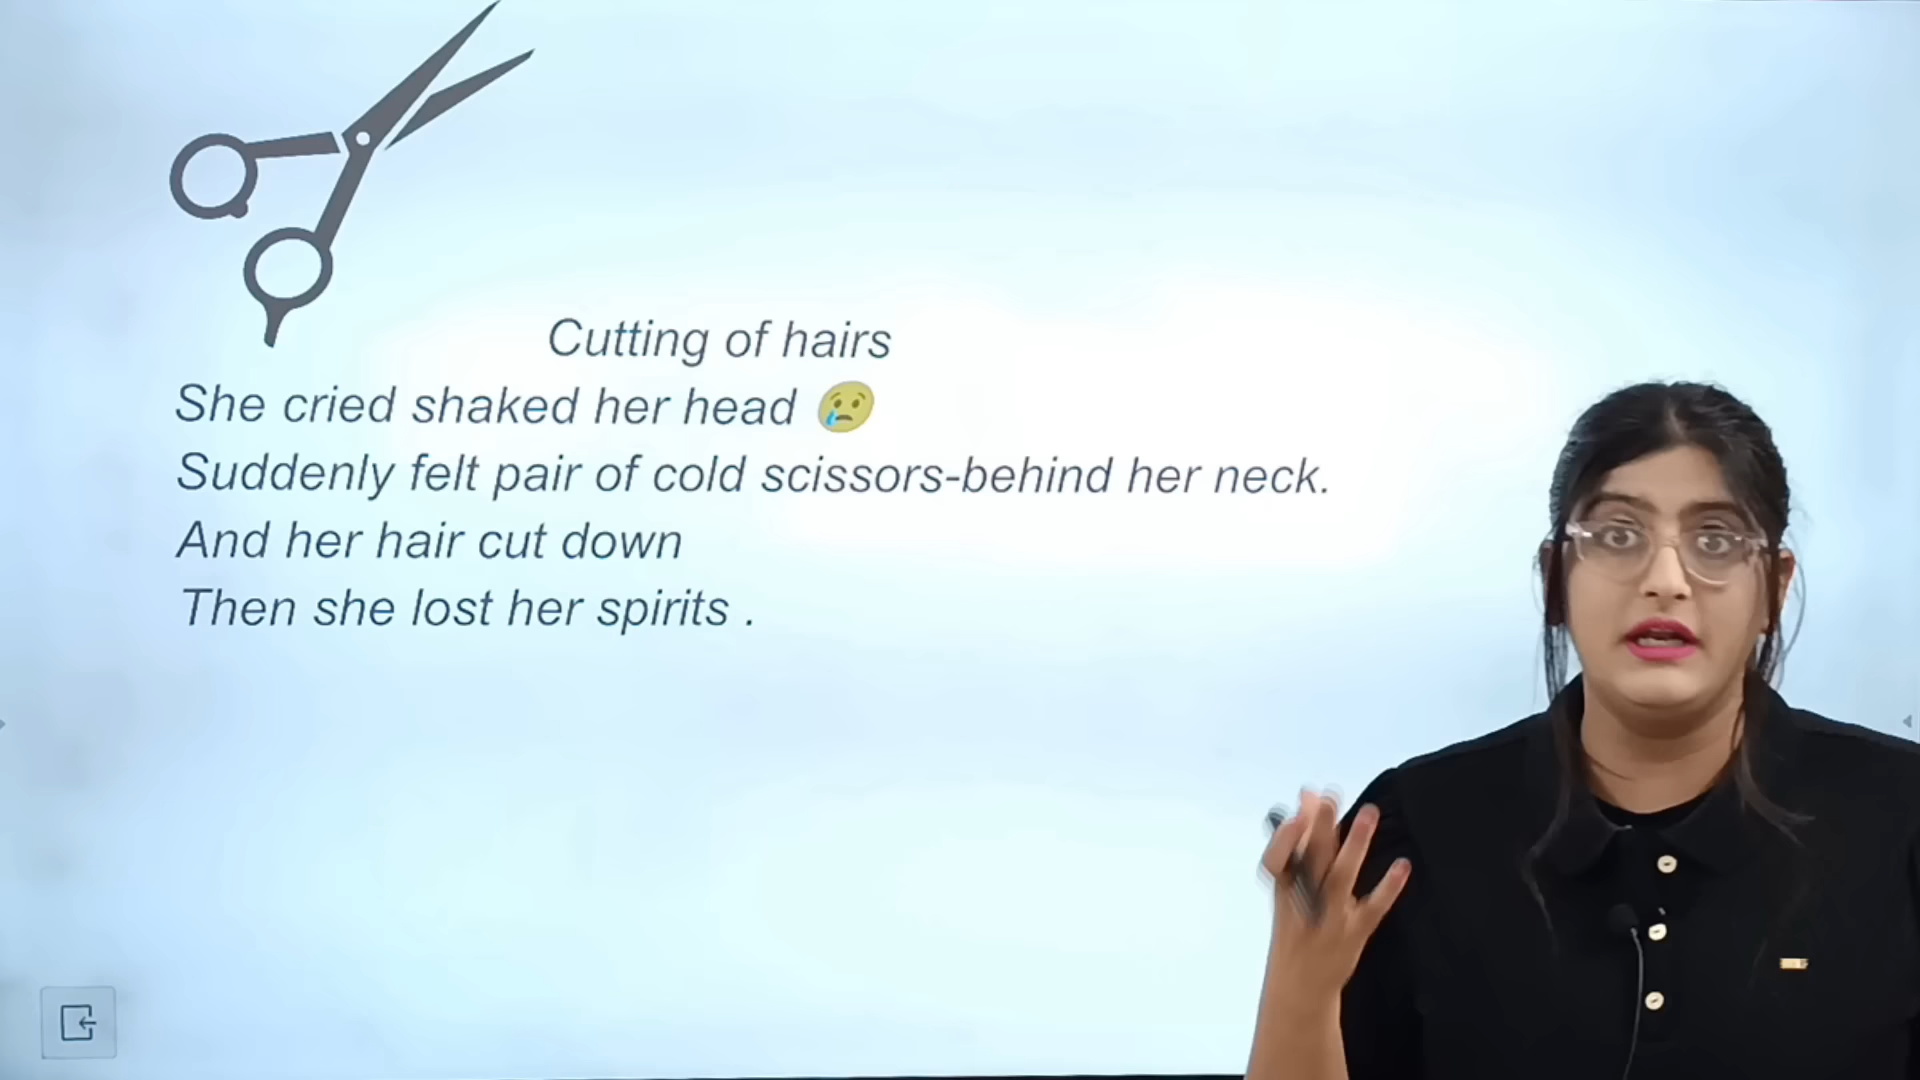 Cutting of hairs
She cried shaked her head 😢
Suddenly felt pair of cold scissors-behind her neck.
And her hair cut down
Then she lost her spirits .